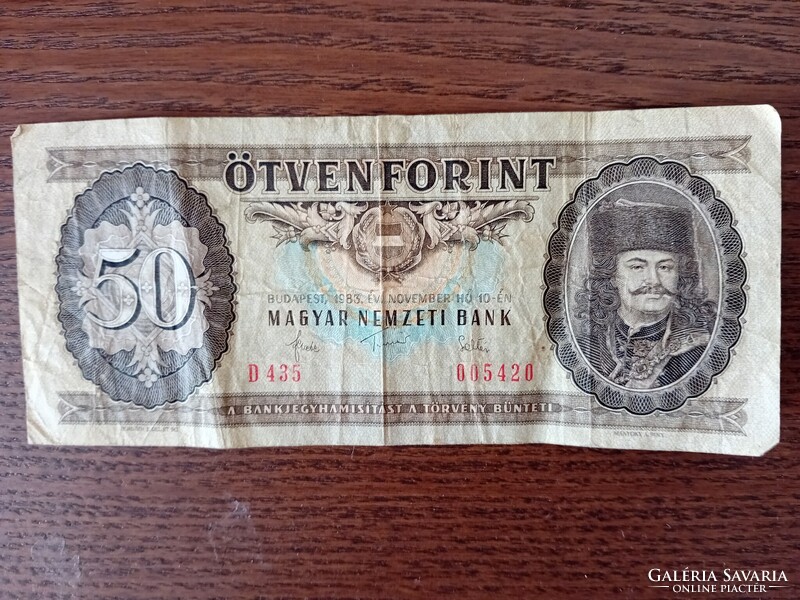 ÖTVEN FORINT
50
BUDAPEST, 1983. ÉVI NOVEMBER HÓ 10-ÉN
MAGYAR NEMZETI BANK
D 435 005420
A BANKJEGYHAMISÍTÁST A TÖRVÉNY BÜNTETI
GALÉRIA SAVARIA
ONLINE PIACTÉR